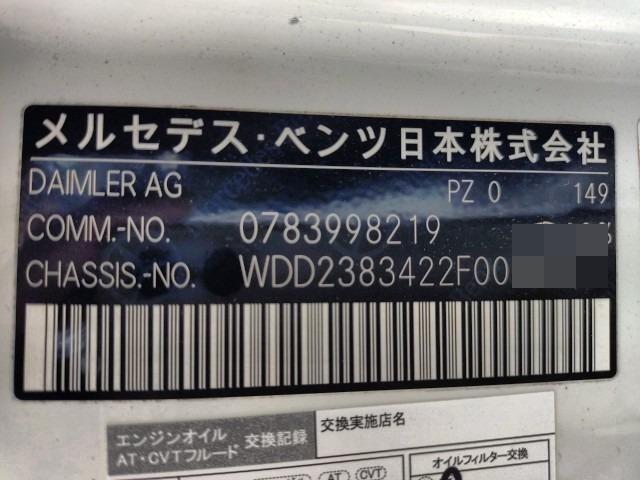 メルセデス・ベンツ日本株式会社
DAIMLER AG PZ 0 149
COMM.-NO. 0783998219
CHASSIS.-NO. WDD2383422F00
エンジンオイル
AT・CVTフルード 交換記録
交換実施店名
AT CVT
オイルフィルター交換